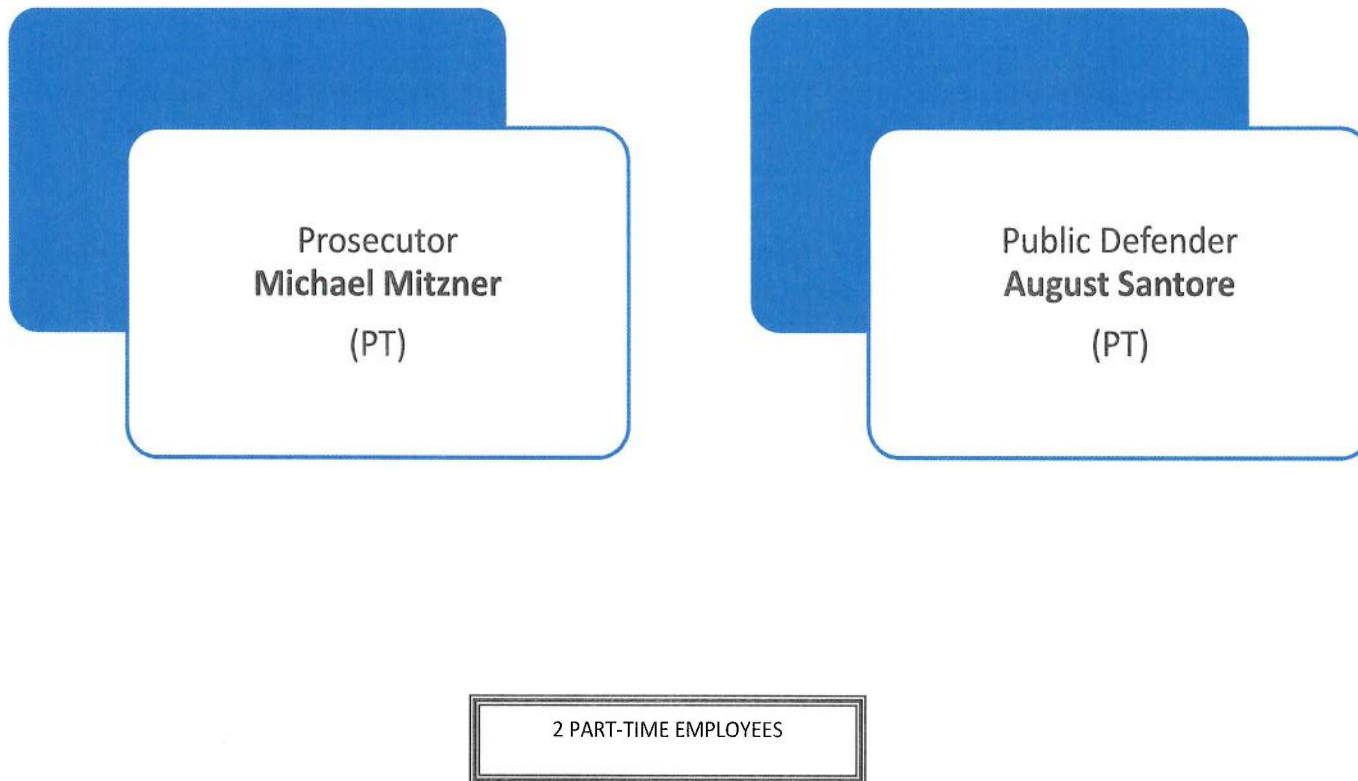 Prosecutor
Michael Mitzner
(PT)
Public Defender
August Santore
(PT)
2 PART-TIME EMPLOYEES